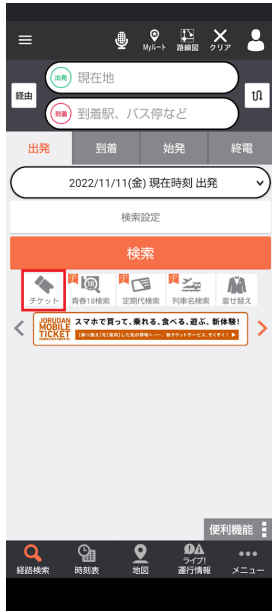 Myルート
路線図
クリア
経由
出発
現在地
到着
到着駅、バス停など
出発
到着
始発
終電
2022/11/11(金) 現在時刻 出発
検索設定
検索
チケット
青春18検索
定期代検索
列車名検索
着せ替え
JORUDAN
MOBILE
TICKET
スマホで買って、乗れる、食べる、遊ぶ。新体験!
便利機能
経路検索
時刻表
地図
ライブ!
運行情報
メニュー